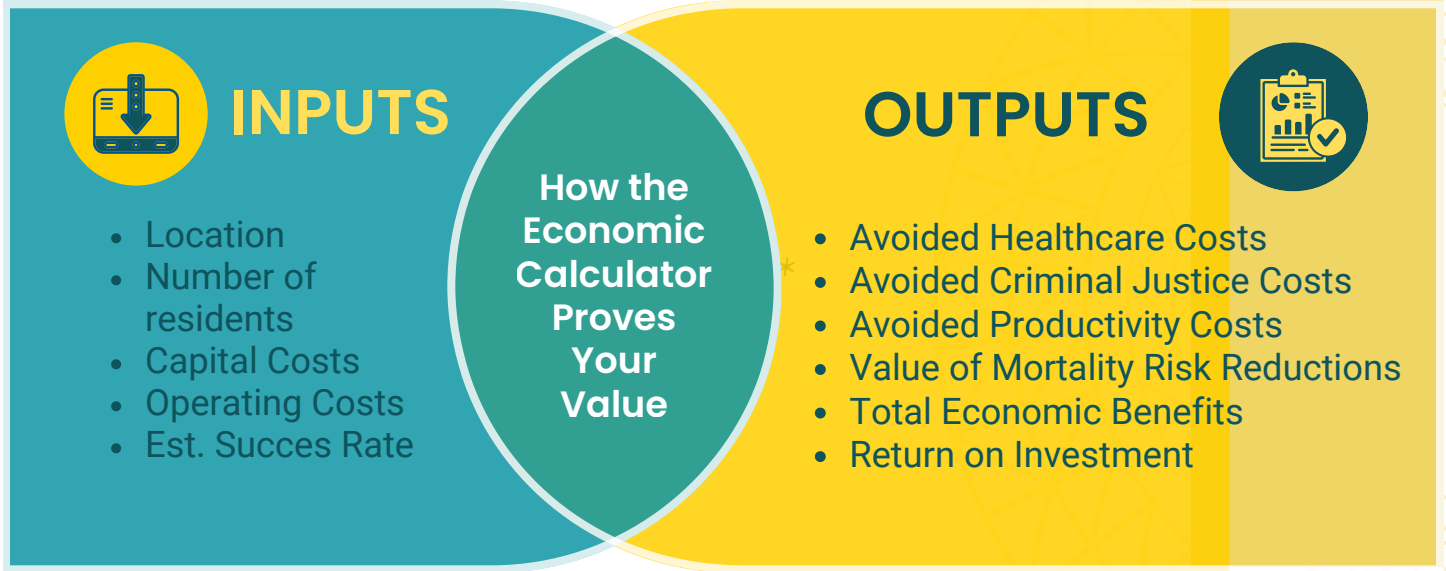 INPUTS
• Location
• Number of
residents
• Capital Costs
• Operating Costs
• Est. Succes Rate
How the
Economic
Calculator
Proves
Your
Value
OUTPUTS
• Avoided Healthcare Costs
• Avoided Criminal Justice Costs
• Avoided Productivity Costs
• Value of Mortality Risk Reductions
• Total Economic Benefits
• Return on Investment